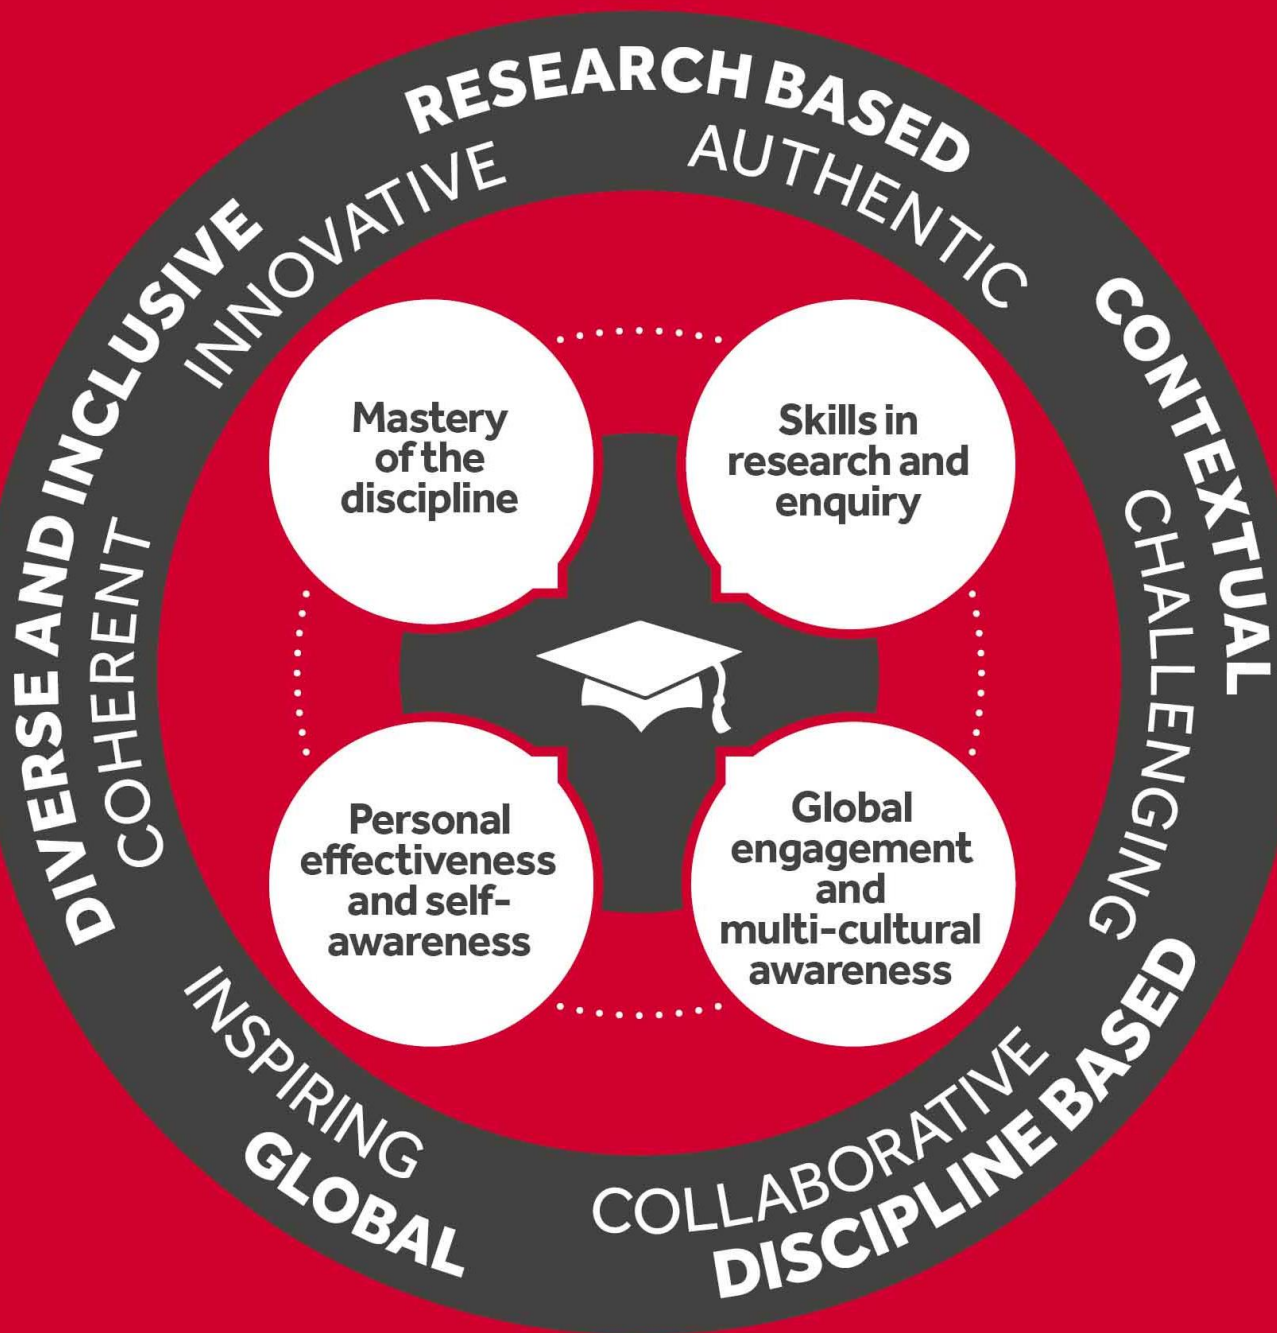 RESEARCH BASED
AUTHENTIC
CONTEXTUAL
CHALLENGING
DISCIPLINE BASED
COLLABORATIVE
GLOBAL
INSPIRING
DIVERSE AND INCLUSIVE
COHERENT
INNOVATIVE
Mastery
of the
discipline
Skills in
research and
enquiry
Personal
effectiveness
and self-
awareness
Global
engagement
and
multi-cultural
awareness